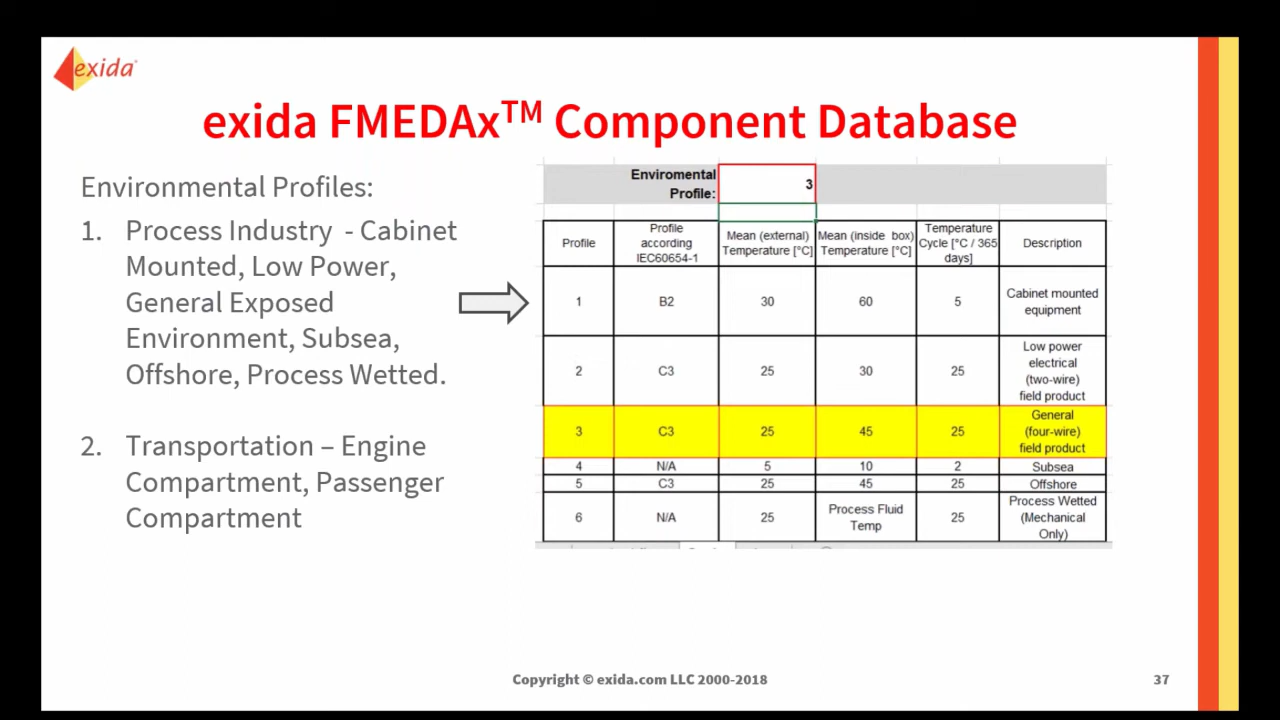 exida
exida FMEDAx™ Component Database
Environmental Profiles:
1. Process Industry - Cabinet
Mounted, Low Power,
General Exposed
Environment, Subsea,
Offshore, Process Wetted.
2. Transportation – Engine
Compartment, Passenger
Compartment
Enviromental
Profile:
3
Profile
Profile
according
IEC60654-1
Mean (external)
Temperature [°C]
Mean (inside box)
Temperature [°C]
Temperature
Cycle [°C / 365
days]
Description
1 B2 30 60 5 Cabinet mounted
equipment
2 C3 25 30 25 Low power
electrical
(two-wire)
field product
3 C3 25 45 25 General
(four-wire)
field product
4 N/A 5 10 2 Subsea
5 C3 25 45 25 Offshore
6 N/A 25 Process Fluid
Temp
25 Process Wetted
(Mechanical
Only)
Copyright © exida.com LLC 2000-2018
37